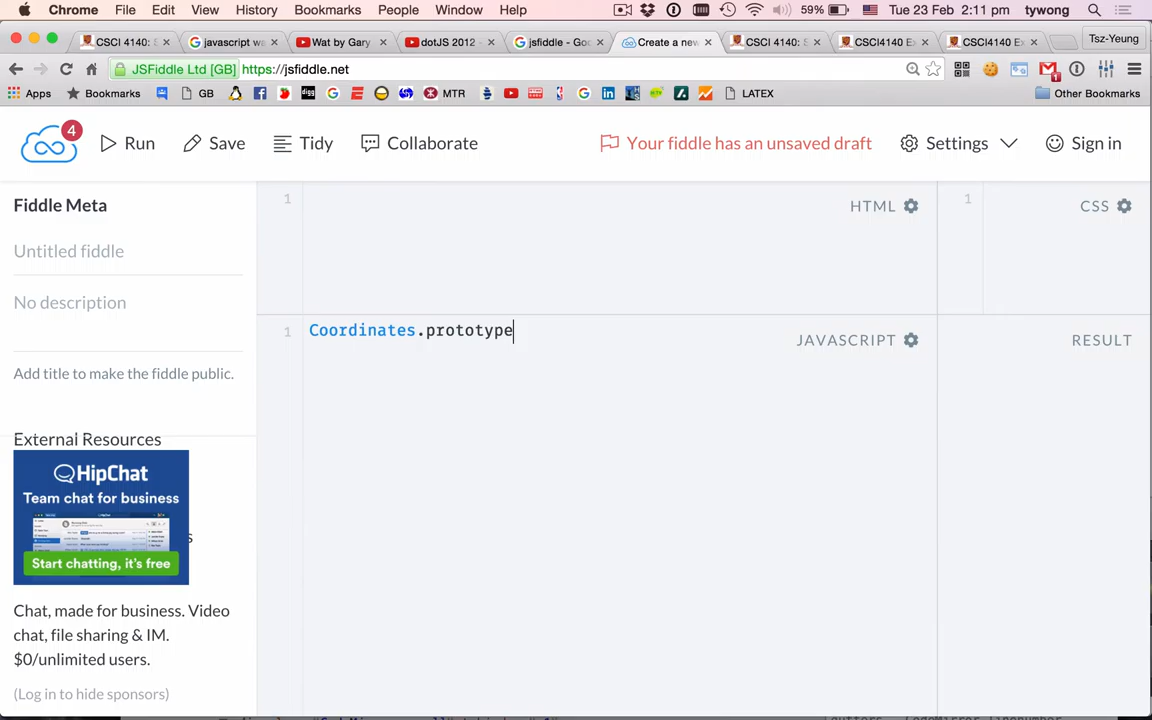 Chrome File Edit View History Bookmarks People Window Help 59% Tue 23 Feb 2:11 pm tywong
CSCI 4140: S javascript wa Wat by Gary dotJS 2012 - jsfiddle - Goo Create a new CSCI 4140: S CSCI4140 Ex CSCI4140 Ex Tsz-Yeung
JSFiddle Ltd [GB] https://jsfiddle.net 1
Apps Bookmarks GB MTR LATEX Other Bookmarks
4 Run Save Tidy Collaborate Your fiddle has an unsaved draft Settings Sign in
Fiddle Meta
Untitled fiddle
No description
Add title to make the fiddle public.
External Resources
HipChat
Team chat for business
Start chatting, it's free
s
Chat, made for business. Video
chat, file sharing & IM.
$0/unlimited users.
(Log in to hide sponsors)
1 HTML
1 CSS
1 Coordinates.prototype
JAVASCRIPT
RESULT